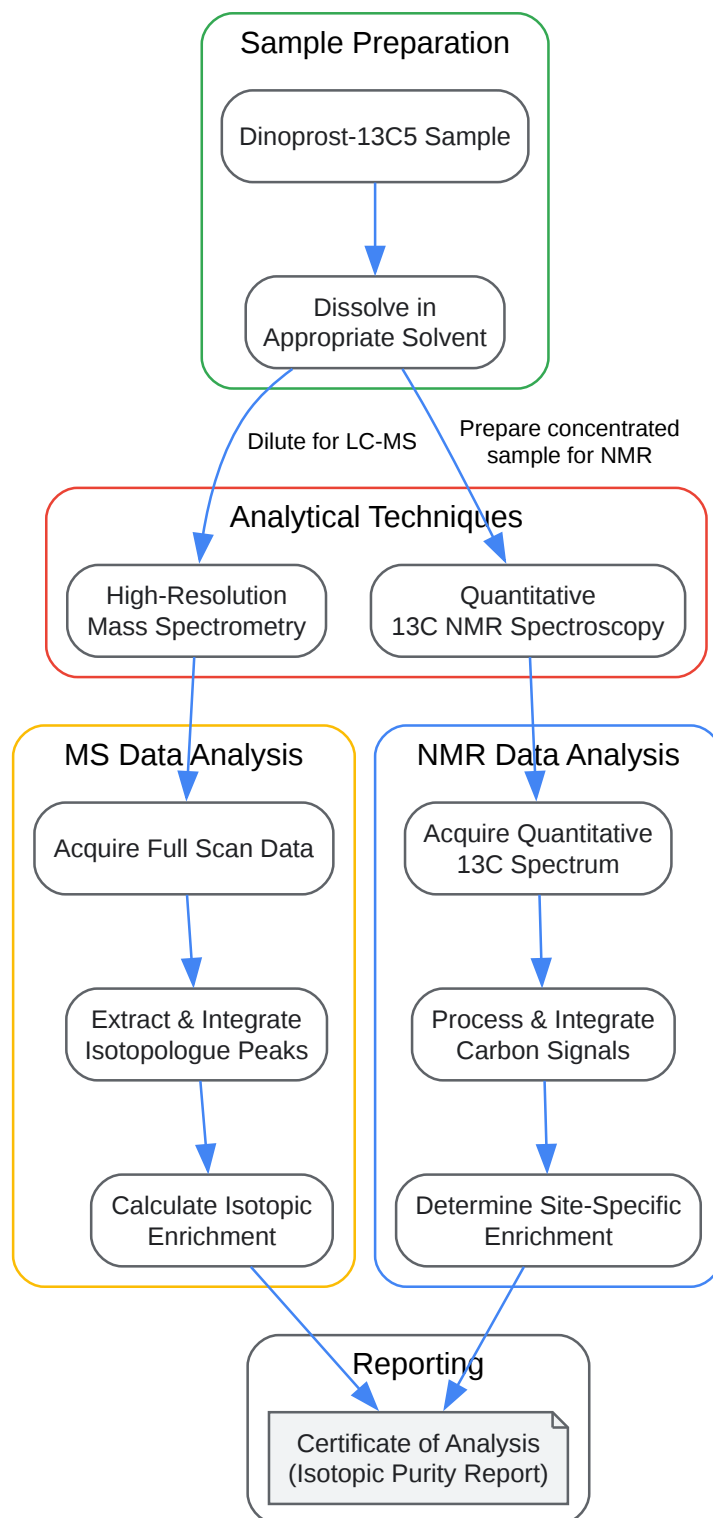 Sample Preparation
Dinoprost-13C5 Sample
Dissolve in
Appropriate Solvent
Dilute for LC-MS
Prepare concentrated
sample for NMR
Analytical Techniques
High-Resolution
Mass Spectrometry
Quantitative
13C NMR Spectroscopy
MS Data Analysis
Acquire Full Scan Data
Extract & Integrate
Isotopologue Peaks
Calculate Isotopic
Enrichment
NMR Data Analysis
Acquire Quantitative
13C Spectrum
Process & Integrate
Carbon Signals
Determine Site-Specific
Enrichment
Reporting
Certificate of Analysis
(Isotopic Purity Report)